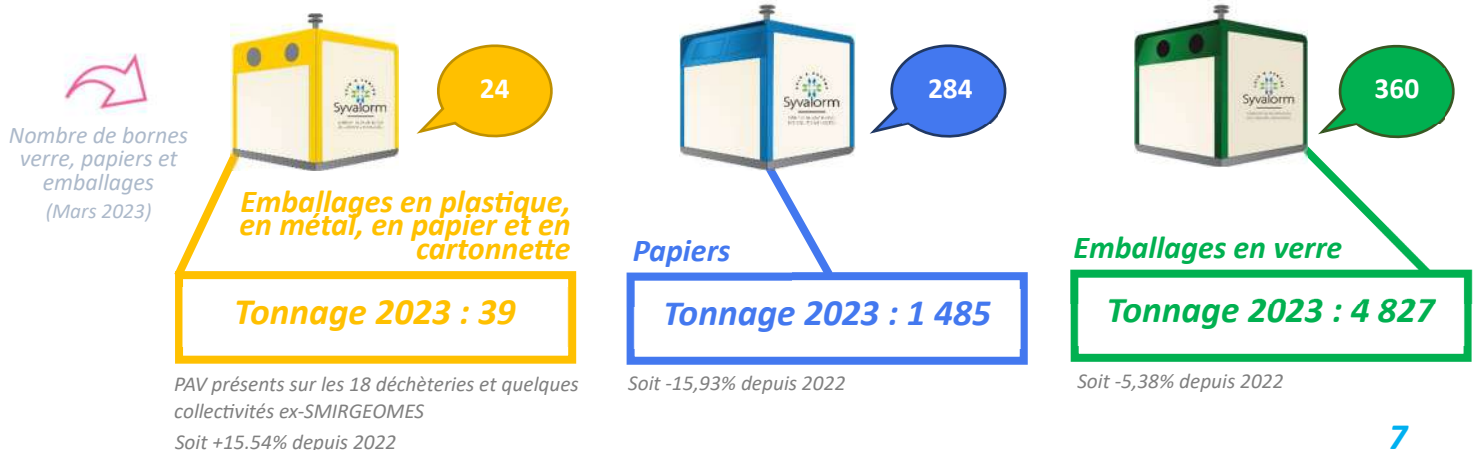 Nombre de bornes
verre, papiers et
emballages
(Mars 2023)
Syvalorm
24
Emballages en plastique,
en métal, en papier et en
cartonnette
Tonnage 2023 : 39
PAV présents sur les 18 déchèteries et quelques
collectivités ex-SMIRGEOMES
Soit +15.54% depuis 2022
Syvalorm
284
Papiers
Tonnage 2023 : 1 485
Soit -15,93% depuis 2022
Syvalorm
360
Emballages en verre
Tonnage 2023 : 4 827
Soit -5,38% depuis 2022
7